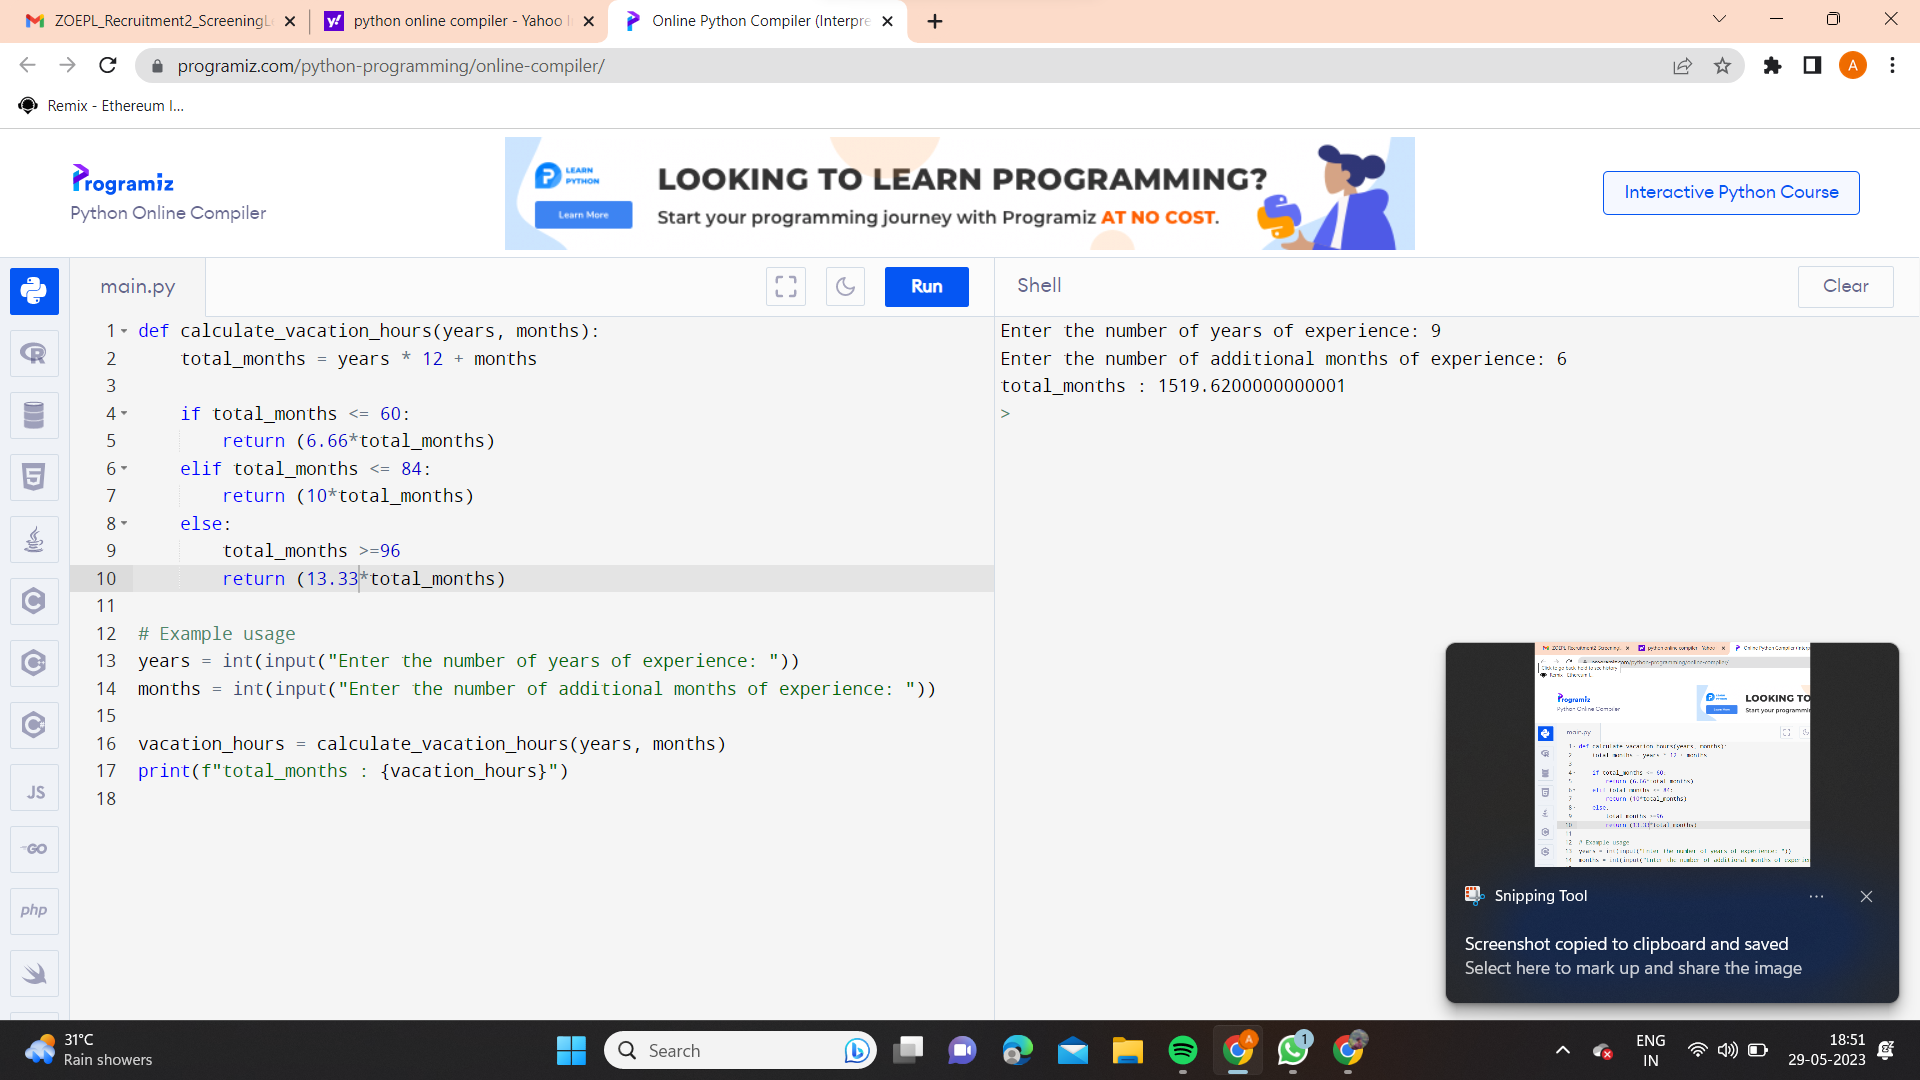 ZOEPL_Recruitment2_ScreeningLe
python online compiler - Yahoo I
Online Python Compiler (Interpre
programiz.com/python-programming/online-compiler/
A
Remix - Ethereum I...
Programiz
Python Online Compiler
LEARN
PYTHON
Learn More
LOOKING TO LEARN PROGRAMMING?
Start your programming journey with Programiz AT NO COST.
Interactive Python Course
main.py
Run
Shell
Clear
1 def calculate_vacation_hours(years, months):
2     total_months = years * 12 + months
3
4     if total_months <= 60:
5         return (6.66*total_months)
6     elif total_months <= 84:
7         return (10*total_months)
8     else:
9         total_months >=96
10         return (13.33*total_months)
11
12 # Example usage
13 years = int(input("Enter the number of years of experience: "))
14 months = int(input("Enter the number of additional months of experience: "))
15
16 vacation_hours = calculate_vacation_hours(years, months)
17 print(f"total_months : {vacation_hours}")
18
Enter the number of years of experience: 9
Enter the number of additional months of experience: 6
total_months : 1519.6200000000001
>
JS
GO
php
Snipping Tool
Screenshot copied to clipboard and saved
Select here to mark up and share the image
31°C
Rain showers
Search
A
1
ENG
IN
18:51
29-05-2023